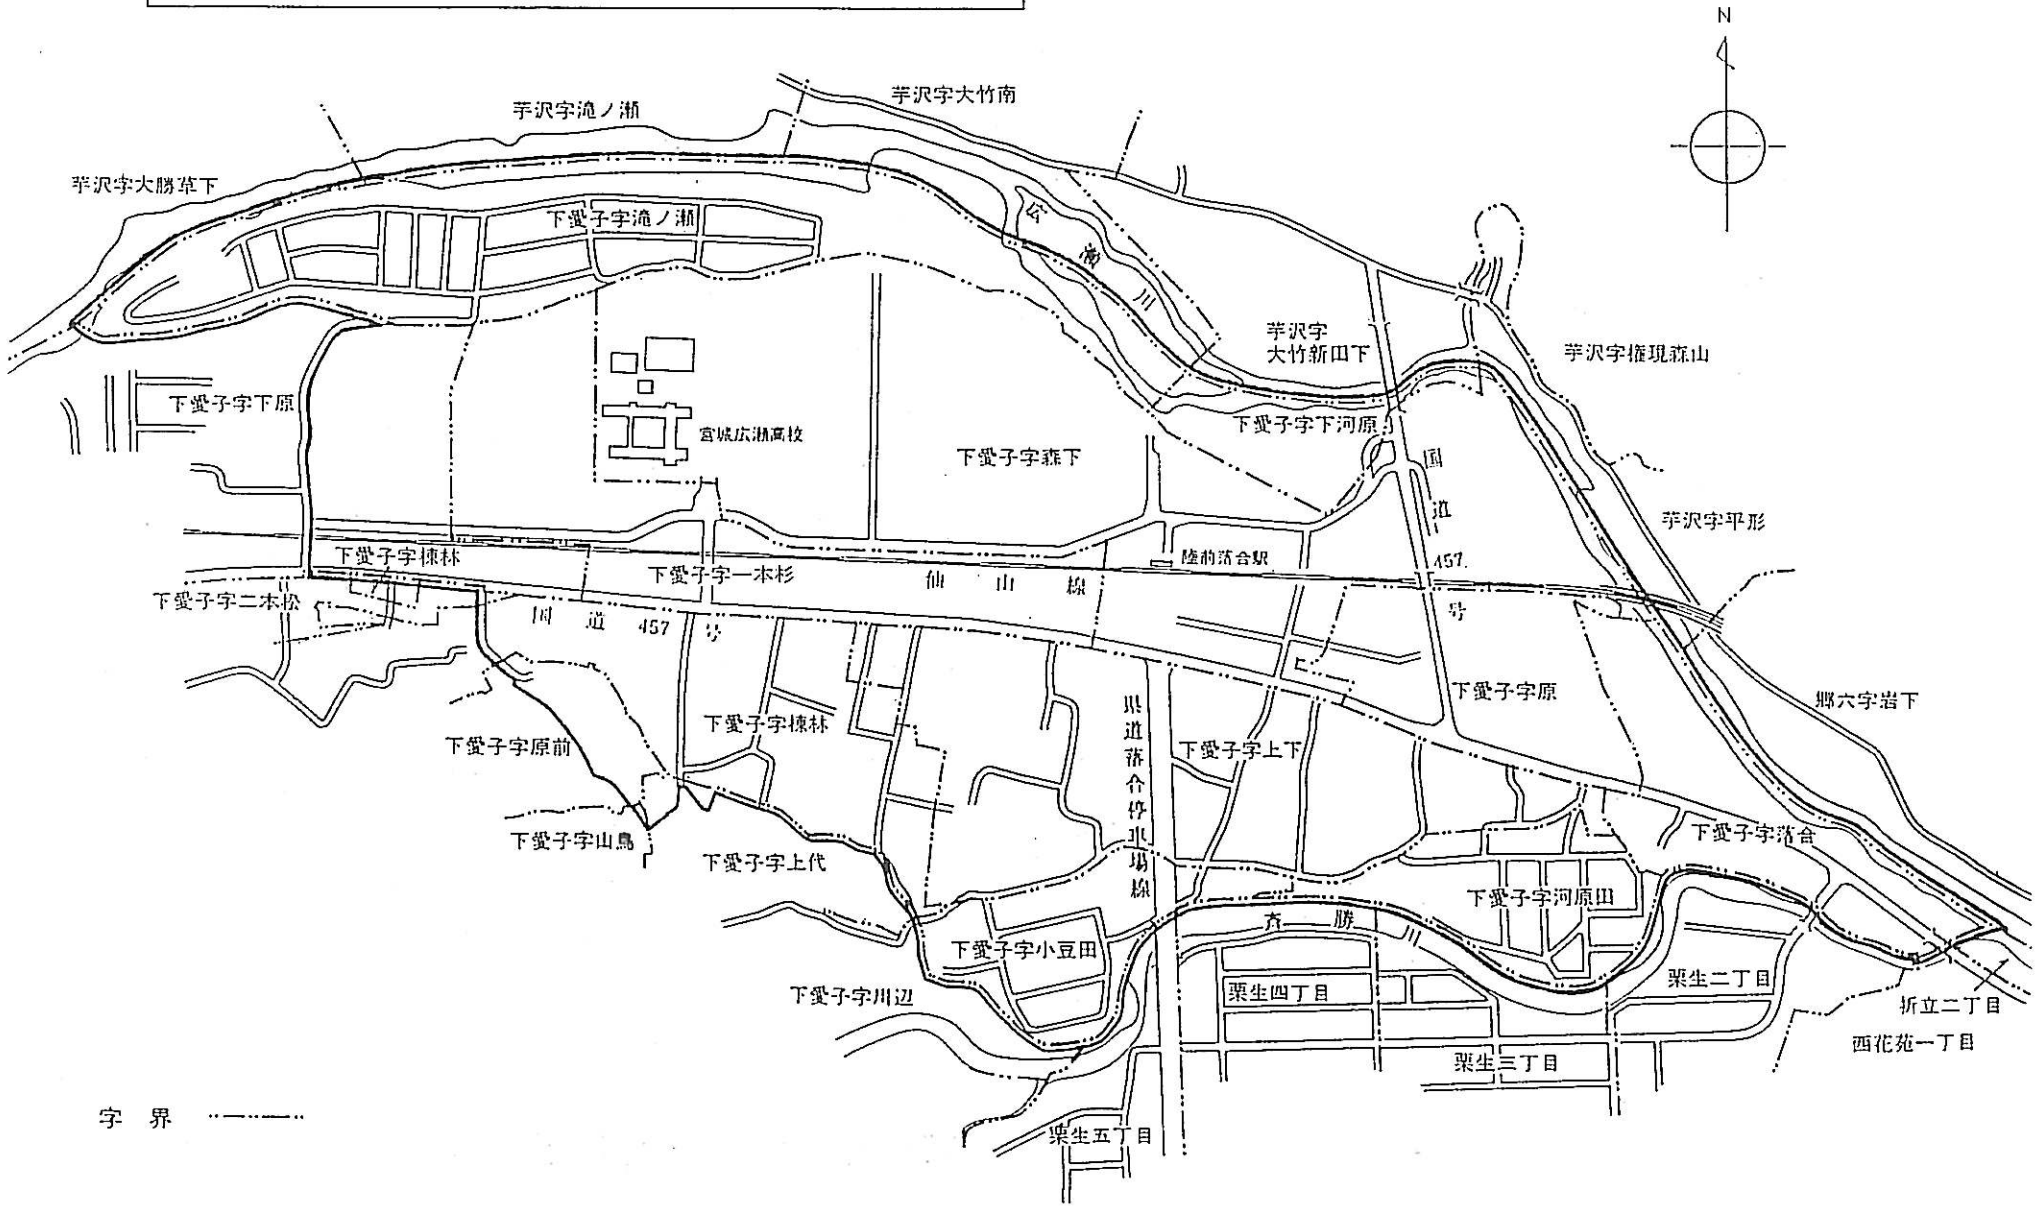 N
芋沢字大竹南
芋沢字滝ノ瀬
芋沢字大勝草下
下愛子字滝ノ瀬
広瀬川
芋沢字
大竹新田下
芋沢字権現森山
下愛子字下原
宮城広瀬高校
下愛子字下河原
下愛子字森下
国道457号
芋沢字平形
下愛子字棟林
陸前落合駅
下愛子字一本杉
仙山線
下愛子字二本松
国道457号
下愛子字原
郷六字岩下
県道落合停車場線
下愛子字棟林
下愛子字原前
下愛子字上下
下愛子字山鳥
下愛子字上代
下愛子字落合
下愛子字河原田
斉勝
下愛子字小豆田
下愛子字川辺
栗生四丁目
栗生二丁目
折立二丁目
西花苑一丁目
栗生三丁目
字界
栗生五丁目